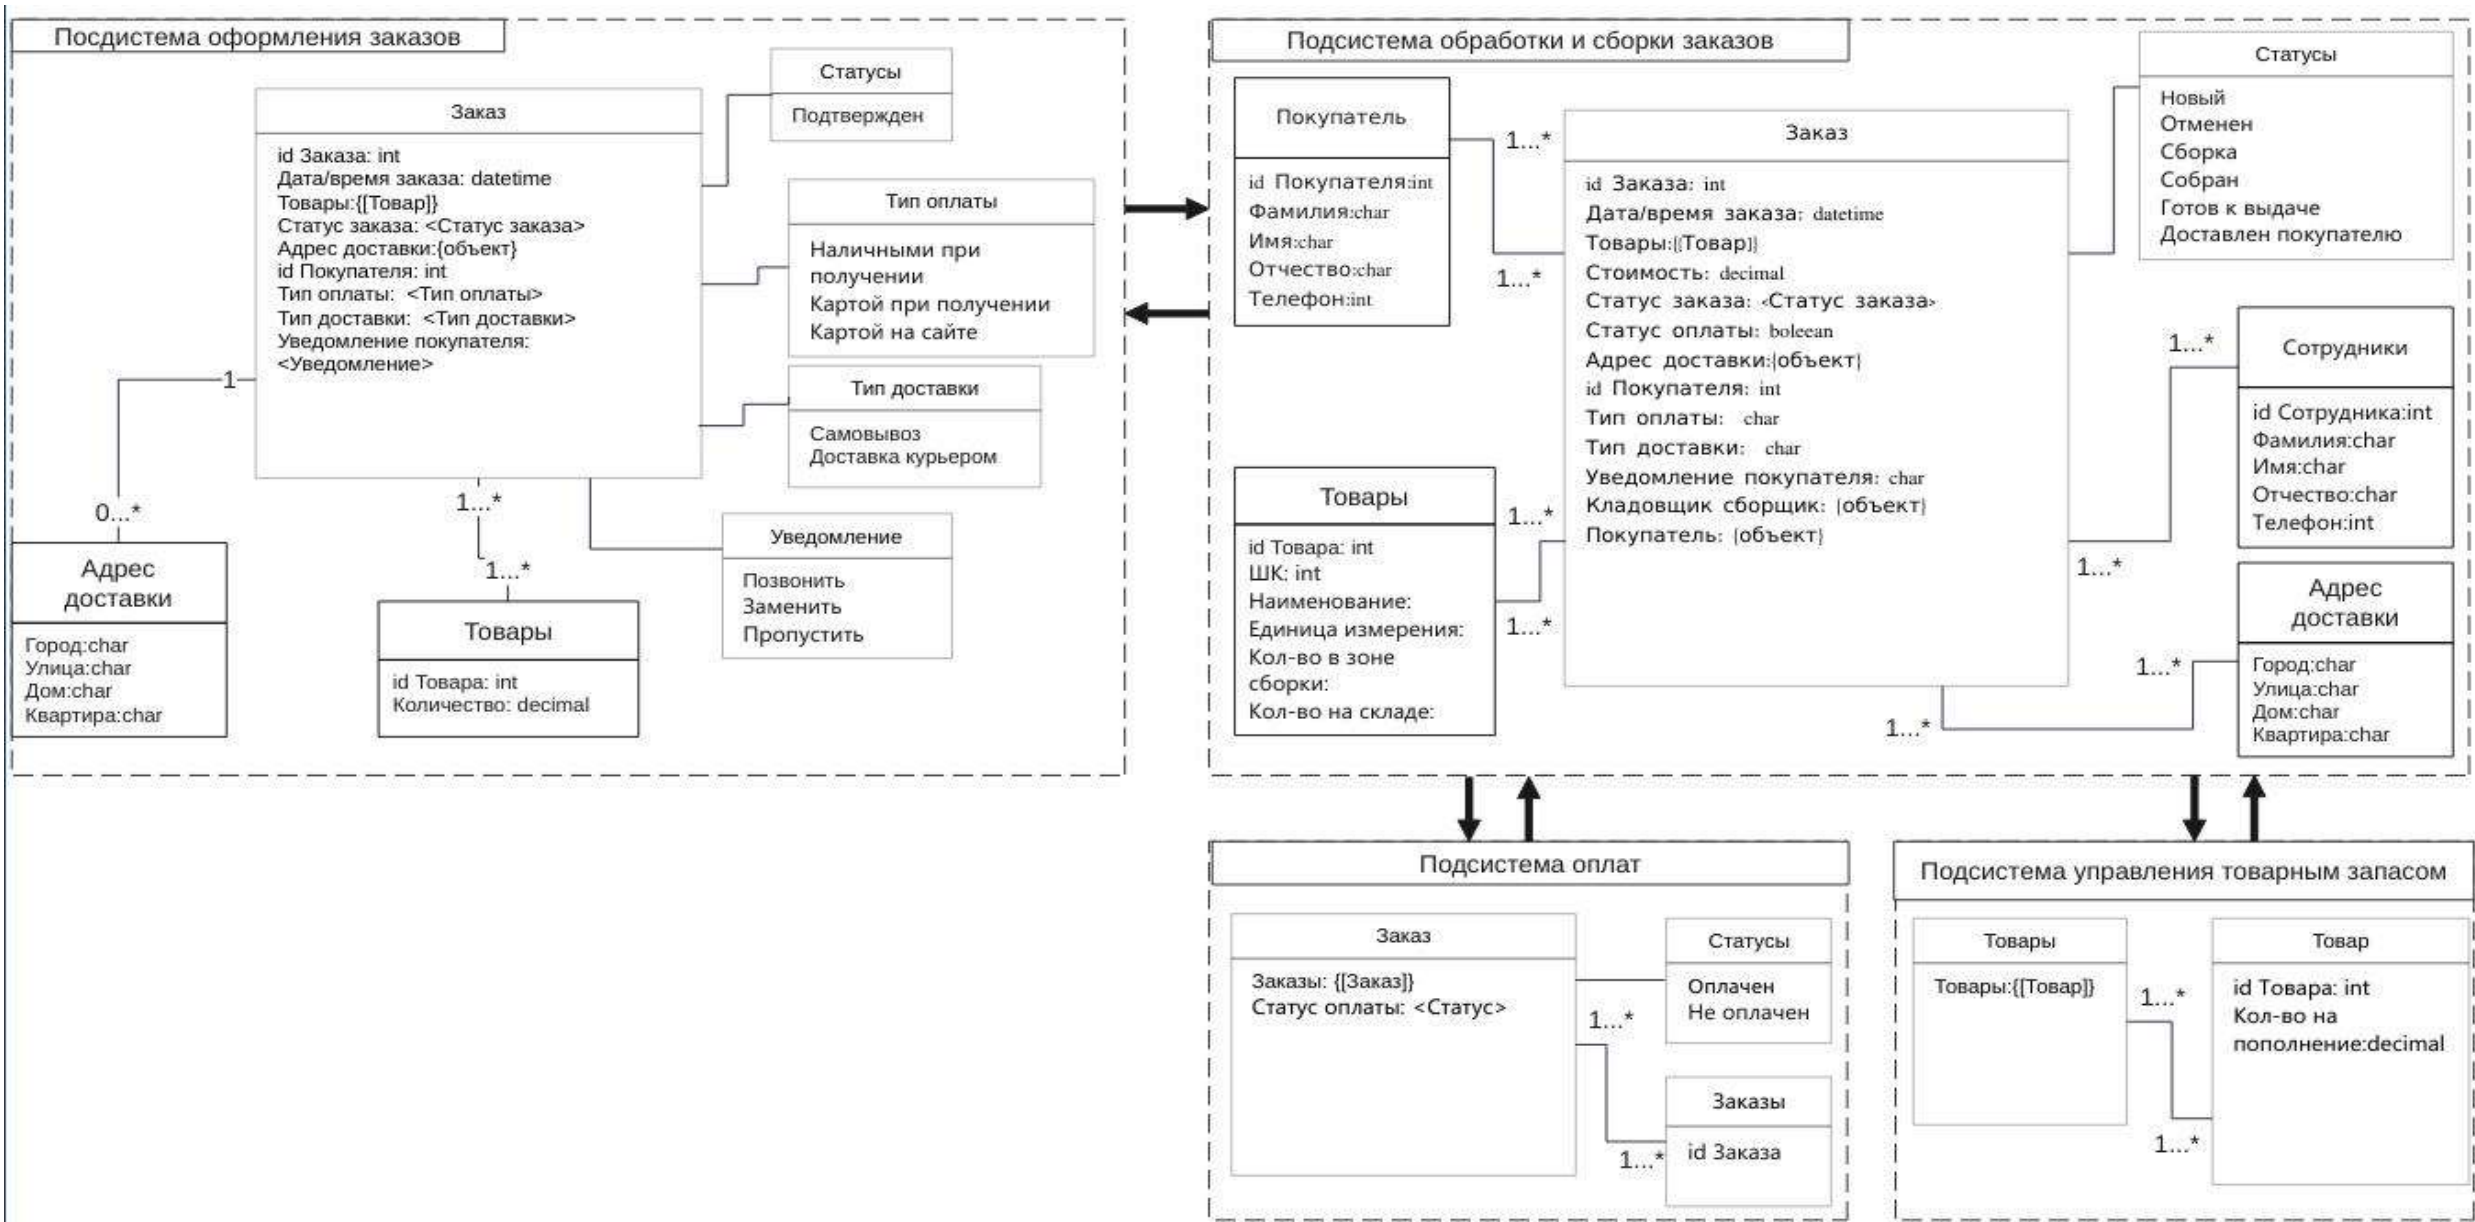 Посдистема оформления заказов
Заказ
id Заказа: int
Дата/время заказа: datetime
Товары:{[Товар]}
Статус заказа: <Статус заказа>
Адрес доставки:{объект}
id Покупателя: int
Тип оплаты: <Тип оплаты>
Тип доставки: <Тип доставки>
Уведомление покупателя:
<Уведомление>
Статусы
Подтвержден
Тип оплаты
Наличными при
получении
Картой при получении
Картой на сайте
Тип доставки
Самовывоз
Доставка курьером
Уведомление
Позвонить
Заменить
Пропустить
1
0...*
Адрес
доставки
Город:char
Улица:char
Дом:char
Квартира:char
1...*
1...*
Товары
id Товара: int
Количество: decimal
Подсистема обработки и сборки заказов
Покупатель
id Покупателя:int
Фамилия:char
Имя:char
Отчество:char
Телефон:int
1...*
1...*
Заказ
id Заказа: int
Дата/время заказа: datetime
Товары:{[Товар]}
Стоимость: decimal
Статус заказа: <Статус заказа>
Статус оплаты: boleean
Адрес доставки:{объект}
id Покупателя: int
Тип оплаты: char
Тип доставки: char
Уведомление покупателя: char
Кладовщик сборщик: {объект}
Покупатель: {объект}
Статусы
Новый
Отменен
Сборка
Собран
Готов к выдаче
Доставлен покупателю
1...*
Сотрудники
id Сотрудника:int
Фамилия:char
Имя:char
Отчество:char
Телефон:int
1...*
Товары
id Товара: int
ШК: int
Наименование:
Единица измерения:
Кол-во в зоне
сборки:
Кол-во на складе:
1...*
1...*
Адрес
доставки
Город:char
Улица:char
Дом:char
Квартира:char
1...*
1...*
Подсистема оплат
Заказ
Заказы: {[Заказ]}
Статус оплаты: <Статус>
Статусы
Оплачен
Не оплачен
1...*
Заказы
id Заказа
1...*
Подсистема управления товарным запасом
Товары
Товары:{[Товар]}
1...*
Товар
id Товара: int
Кол-во на
пополнение:decimal
1...*